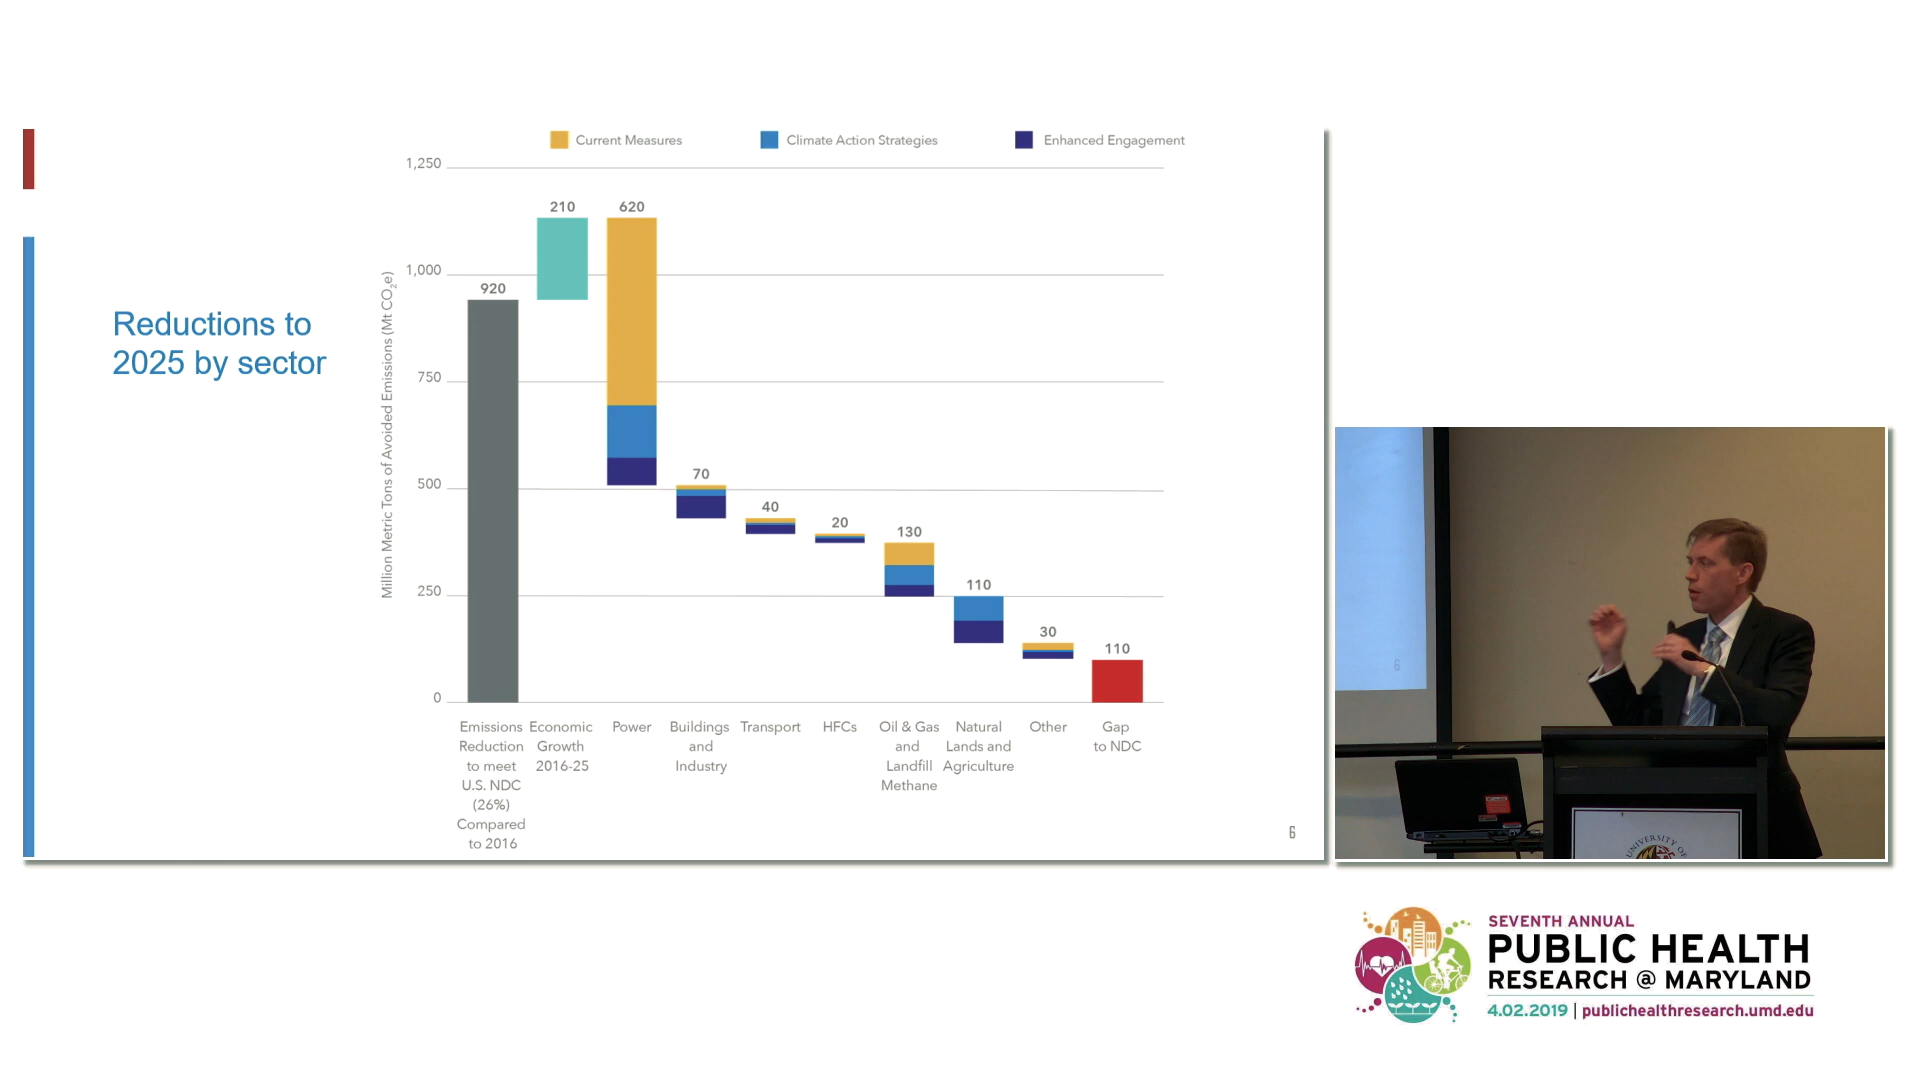 Current Measures
Climate Action Strategies
Enhanced Engagement
Reductions to
2025 by sector
Million Metric Tons of Avoided Emissions (Mt CO₂e)
1,250
1,000
750
500
250
0
920
210
620
70
40
20
130
110
30
110
Emissions
Reduction
to meet
U.S. NDC
(26%)
Compared
to 2016
Economic
Growth
2016-25
Power
Buildings
and
Industry
Transport
HFCs
Oil & Gas
and
Landfill
Methane
Natural
Lands and
Agriculture
Other
Gap
to NDC
6
6
UNIVERSITY OF
SEVENTH ANNUAL
PUBLIC HEALTH
RESEARCH @ MARYLAND
4.02.2019 | publichealthresearch.umd.edu